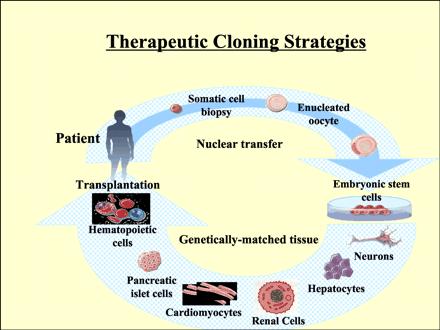 Therapeutic Cloning Strategies
Somatic cell
biopsy
Enucleated
oocyte
Patient
Nuclear transfer
Transplantation
Embryonic stem
cells
Hematopoietic
cells
Genetically-matched tissue
Neurons
Pancreatic
islet cells
Hepatocytes
Cardiomyocytes
Renal Cells